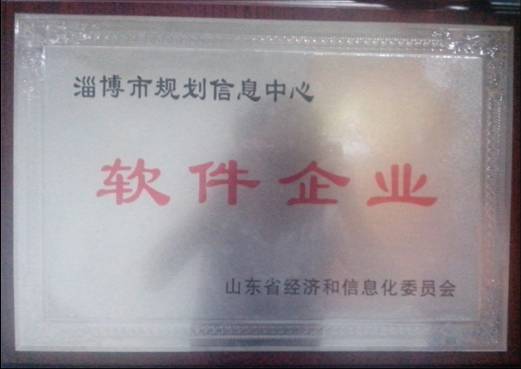 淄博市规划信息中心
软件企业
山东省经济和信息化委员会